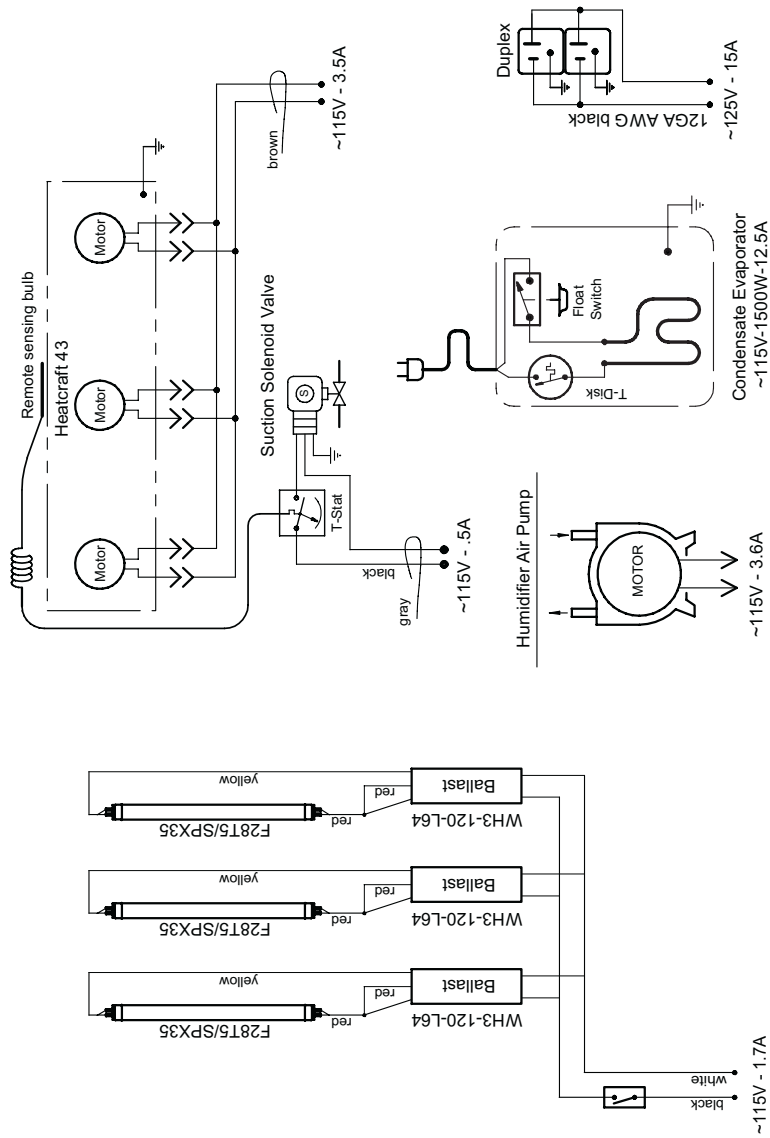 Remote sensing bulb
Heatcraft 43
Motor
Motor
Motor
brown
~115V - 3.5A
Duplex
12GA AWG black
~125V - 15A
Suction Solenoid Valve
S
T-Stat
black
gray
~115V - .5A
Float
Switch
T-Disk
Condensate Evaporator
~115V-1500W-12.5A
Humidifier Air Pump
MOTOR
~115V - 3.6A
yellow
red
red
F28T5/SPX35
Ballast
WH3-120-L64
yellow
red
red
F28T5/SPX35
Ballast
WH3-120-L64
yellow
red
red
F28T5/SPX35
Ballast
WH3-120-L64
white
black
~115V - 1.7A